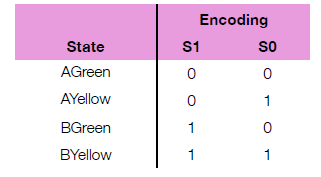 Encoding
State S1 S0
AGreen 0 0
AYellow 0 1
BGreen 1 0
BYellow 1 1